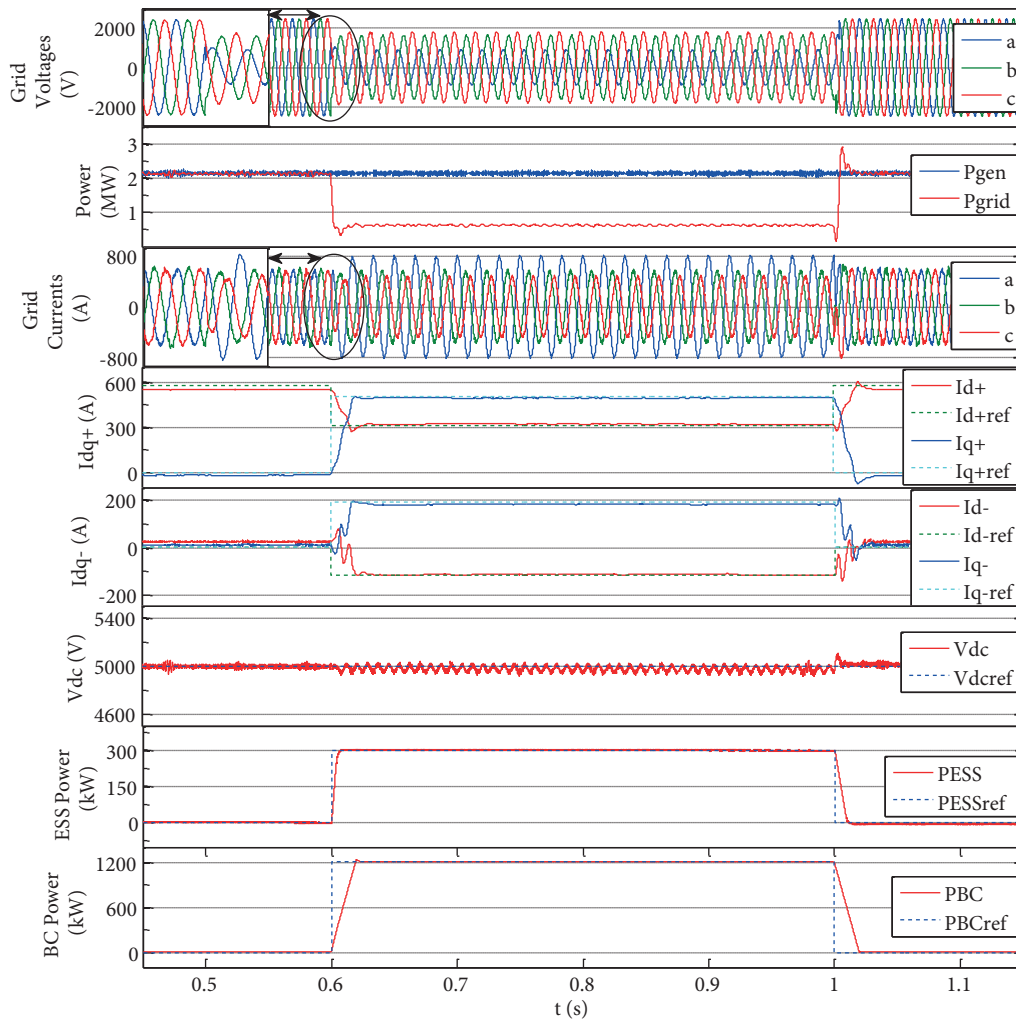 Grid
Voltages
(V)
2000
0
-2000
a
b
c
Power
(MW)
3
2
1
Pgen
Pgrid
Grid
Currents
(A)
800
0
-800
a
b
c
Idq+ (A)
600
300
0
Id+
Id+ref
Iq+
Iq+ref
Idq- (A)
200
0
-200
Id-
Id-ref
Iq-
Iq-ref
Vdc (V)
5400
5000
4600
Vdc
Vdcref
ESS Power
(kW)
300
150
0
PESS
PESSref
BC Power
(kW)
1200
600
0
PBC
PBCref
0.5 0.6 0.7 0.8 0.9 1 1.1
t (s)